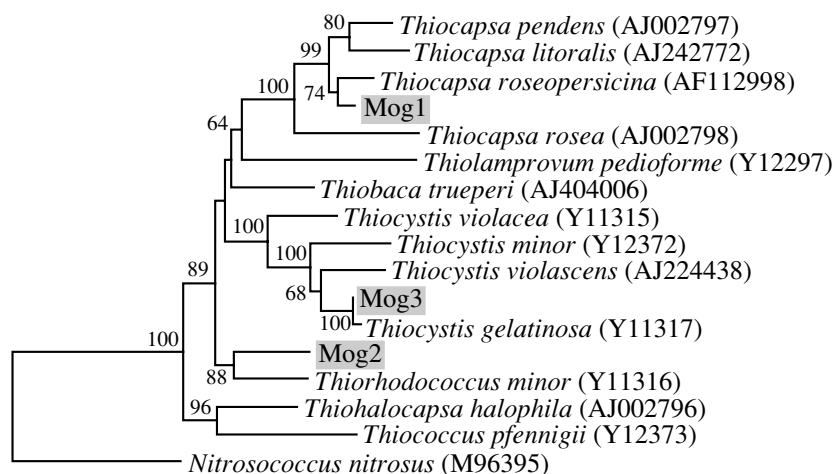 80
Thiocapsa pendens (AJ002797)
99
Thiocapsa litoralis (AJ242772)
Thiocapsa roseopersicina (AF112998)
100
74
Mog1
64
Thiocapsa rosea (AJ002798)
Thiolamprovum pedioforme (Y12297)
Thiobaca trueperi (AJ404006)
100
Thiocystis violacea (Y11315)
100
Thiocystis minor (Y12372)
89
Thiocystis violascens (AJ224438)
68
Mog3
100
Thiocystis gelatinosa (Y11317)
100
Mog2
88
Thiorhodococcus minor (Y11316)
96
Thiohalocapsa halophila (AJ002796)
Thiococcus pfennigii (Y12373)
Nitrosococcus nitrosus (M96395)